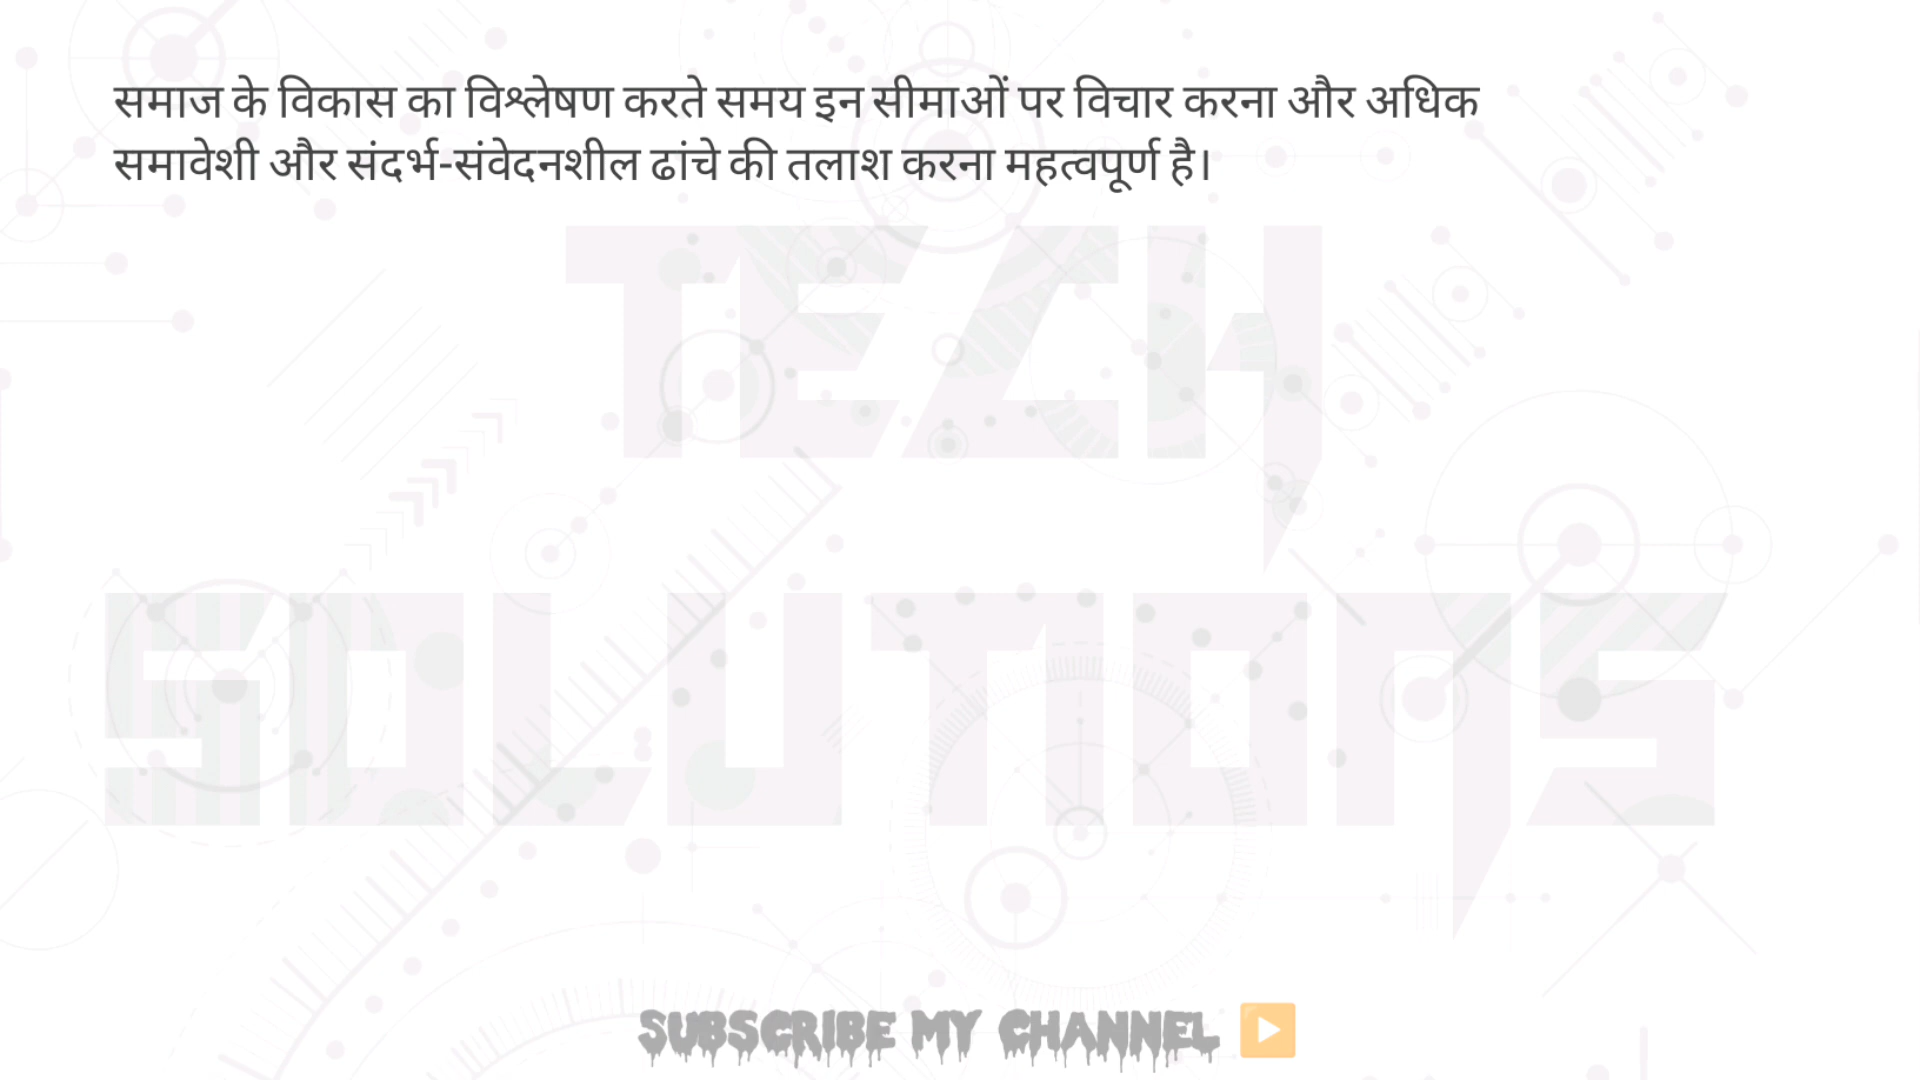 समाज के विकास का विश्लेषण करते समय इन सीमाओं पर विचार करना और अधिक
समावेशी और संदर्भ-संवेदनशील ढांचे की तलाश करना महत्वपूर्ण है।
TECH
SOLUTIONS
SUBSCRIBE MY CHANNEL